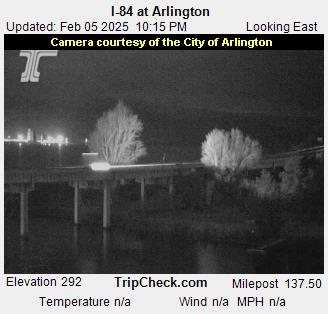 I-84 at Arlington
Updated: Feb 05 2025 10:15 PM Looking East
Camera courtesy of the City of Arlington
Elevation 292 TripCheck.com Milepost 137.50
Temperature n/a Wind n/a MPH n/a